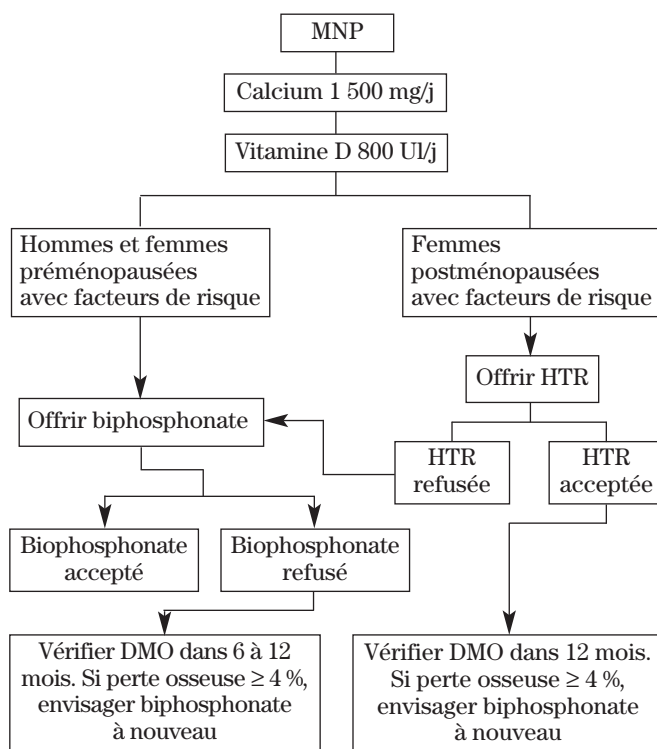 MNP
Calcium 1 500 mg/j
Vitamine D 800 UI/j
Hommes et femmes
préménopausées
avec facteurs de risque
Femmes
postménopausées
avec facteurs de risque
Offrir HTR
Offrir biphosphonate
HTR
refusée
HTR
acceptée
Biophosphonate
accepté
Biophosphonate
refusé
Vérifier DMO dans 6 à 12
mois. Si perte osseuse ≥ 4 %,
envisager biphosphonate
à nouveau
Vérifier DMO dans 12 mois.
Si perte osseuse ≥ 4 %,
envisager biphosphonate
à nouveau